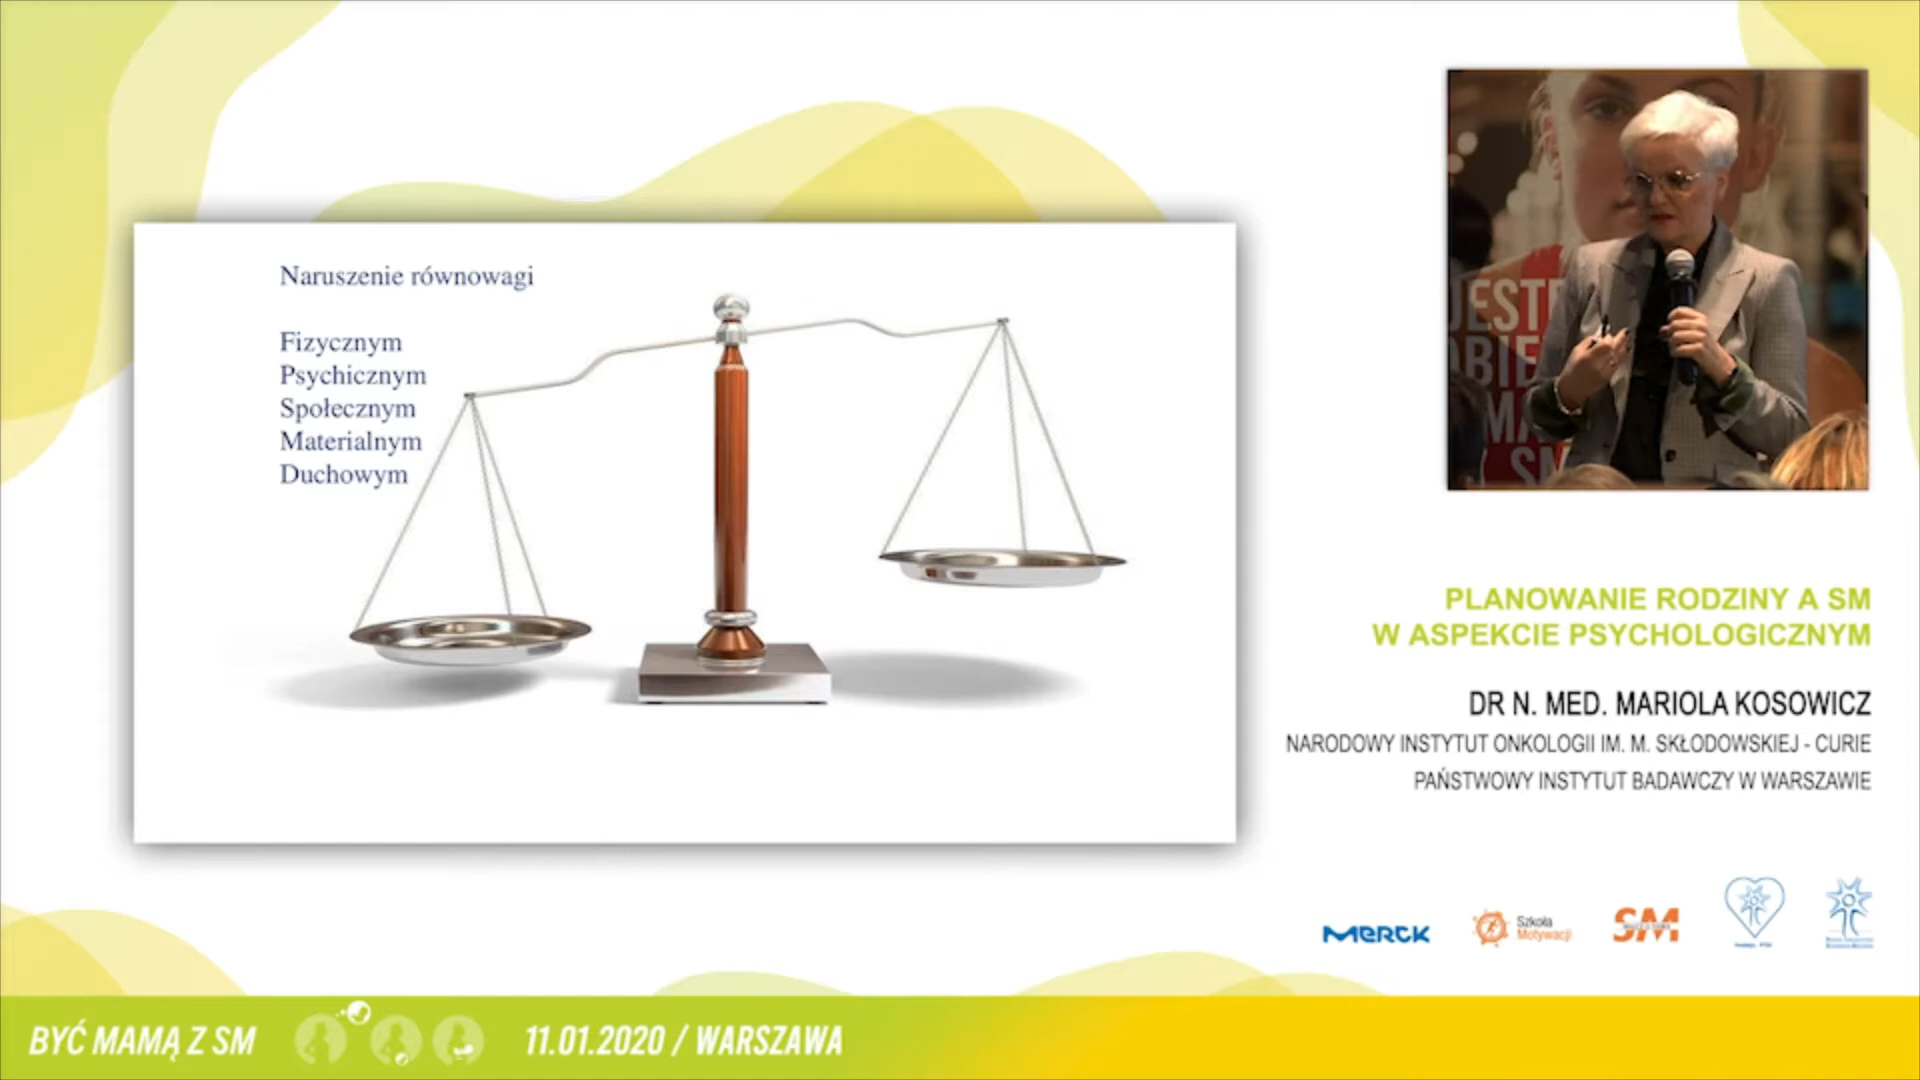 Naruszenie równowagi
Fizycznym
Psychicznym
Społecznym
Materialnym
Duchowym
PLANOWANIE RODZINY A SM
W ASPEKCIE PSYCHOLOGICZNYM
DR N. MED. MARIOLA KOSOWICZ
NARODOWY INSTYTUT ONKOLOGII IM. M. SKŁODOWSKIEJ - CURIE
PAŃSTWOWY INSTYTUT BADAWCZY W WARSZAWIE
MERCK
Szkoła
Motywacji
SM
BYĆ MAMĄ Z SM
11.01.2020 / WARSZAWA